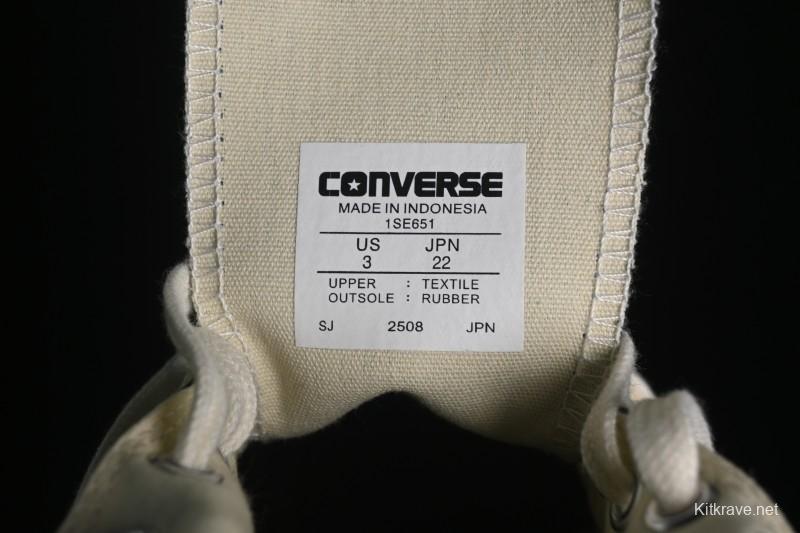 CONVERSE
MADE IN INDONESIA
1SE651
US JPN
3 22
UPPER : TEXTILE
OUTSOLE : RUBBER
SJ 2508 JPN
Kitkrave.net